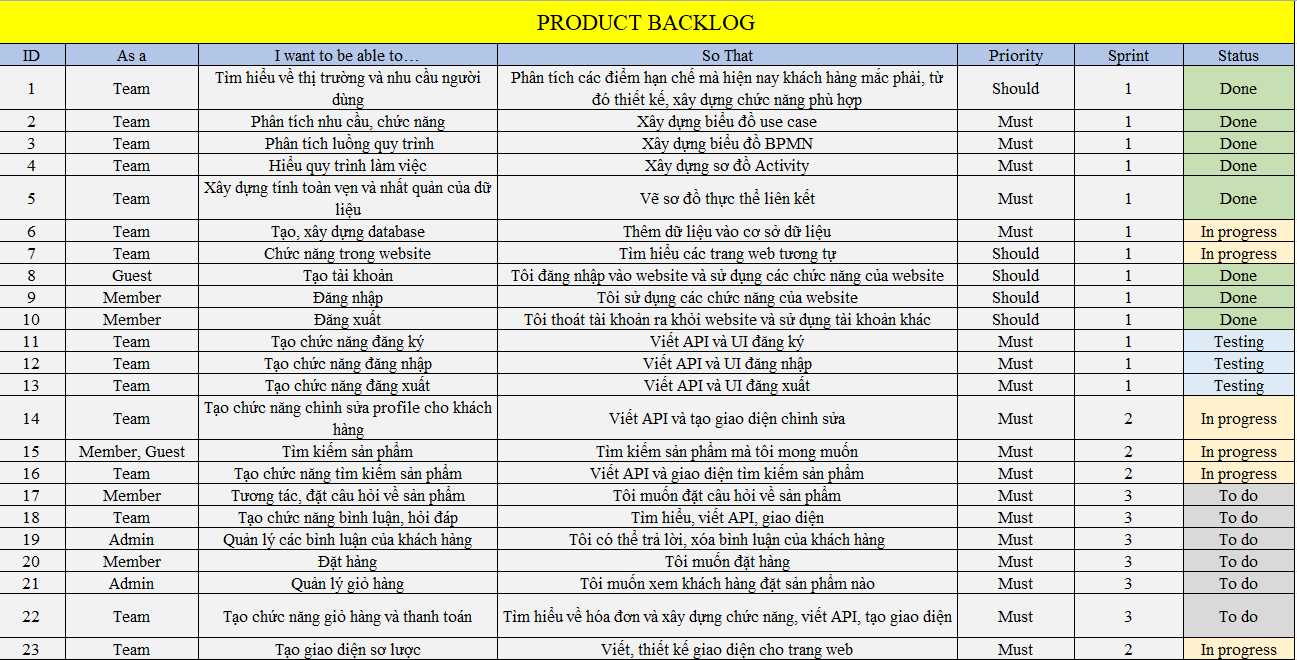 PRODUCT BACKLOG
ID As a I want to be able to… So That Priority Sprint Status
1 Team Tìm hiểu về thị trường và nhu cầu người dùng Phân tích các điểm hạn chế mà hiện nay khách hàng mắc phải, từ đó thiết kế, xây dựng chức năng phù hợp Should 1 Done
2 Team Phân tích nhu cầu, chức năng Xây dựng biểu đồ use case Must 1 Done
3 Team Phân tích luồng quy trình Xây dựng biểu đồ BPMN Must 1 Done
4 Team Hiểu quy trình làm việc Xây dựng sơ đồ Activity Must 1 Done
5 Team Xây dựng tính toàn vẹn và nhất quán của dữ liệu Vẽ sơ đồ thực thể liên kết Must 1 Done
6 Team Tạo, xây dựng database Thêm dữ liệu vào cơ sở dữ liệu Must 1 In progress
7 Team Chức năng trong website Tìm hiểu các trang web tương tự Should 1 In progress
8 Guest Tạo tài khoản Tôi đăng nhập vào website và sử dụng các chức năng của website Should 1 Done
9 Member Đăng nhập Tôi sử dụng các chức năng của website Should 1 Done
10 Member Đăng xuất Tôi thoát tài khoản ra khỏi website và sử dụng tài khoản khác Should 1 Done
11 Team Tạo chức năng đăng ký Viết API và UI đăng ký Must 1 Testing
12 Team Tạo chức năng đăng nhập Viết API và UI đăng nhập Must 1 Testing
13 Team Tạo chức năng đăng xuất Viết API và UI đăng xuất Must 1 Testing
14 Team Tạo chức năng chỉnh sửa profile cho khách hàng Viết API và tạo giao diện chỉnh sửa Must 2 In progress
15 Member, Guest Tìm kiếm sản phẩm Tìm kiếm sản phẩm mà tôi mong muốn Must 2 In progress
16 Team Tạo chức năng tìm kiếm sản phẩm Viết API và giao diện tìm kiếm sản phẩm Must 2 In progress
17 Member Tương tác, đặt câu hỏi về sản phẩm Tôi muốn đặt câu hỏi về sản phẩm Must 3 To do
18 Team Tạo chức năng bình luận, hỏi đáp Tìm hiểu, viết API, giao diện Must 3 To do
19 Admin Quản lý các bình luận của khách hàng Tôi có thể trả lời, xóa bình luận của khách hàng Must 3 To do
20 Member Đặt hàng Tôi muốn đặt hàng Must 3 To do
21 Admin Quản lý giỏ hàng Tôi muốn xem khách hàng đặt sản phẩm nào Must 3 To do
22 Team Tạo chức năng giỏ hàng và thanh toán Tìm hiểu về hóa đơn và xây dựng chức năng, viết API, tạo giao diện Must 3 To do
23 Team Tạo giao diện sơ lược Viết, thiết kế giao diện cho trang web Must 2 In progress